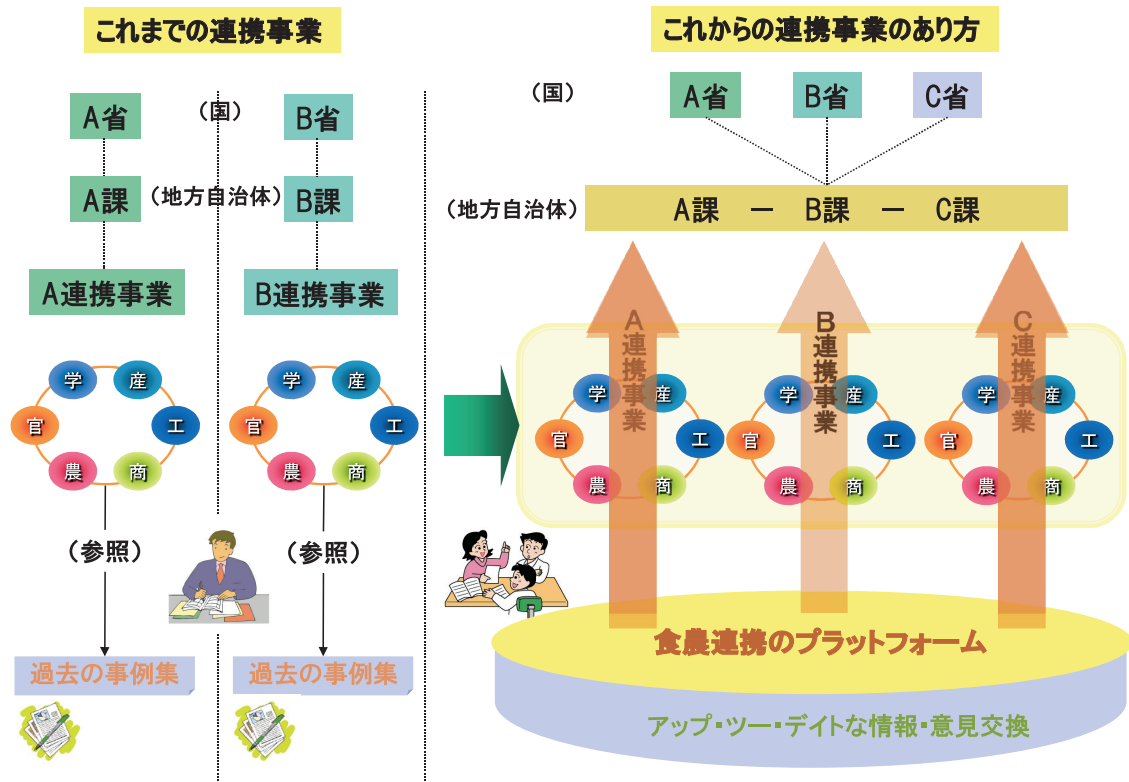 これまでの連携事業
A省
(国)
B省
A課
(地方自治体)
B課
A連携事業
B連携事業
学
産
官
工
農
商
学
産
官
工
農
商
(参照)
(参照)
過去の事例集
過去の事例集
これからの連携事業のあり方
(国)
A省
B省
C省
(地方自治体)
A課 － B課 － C課
A連携事業
B連携事業
C連携事業
学
産
官
工
農
商
学
産
官
工
農
商
学
産
官
工
農
商
食農連携のプラットフォーム
アップ・ツー・デイトな情報・意見交換